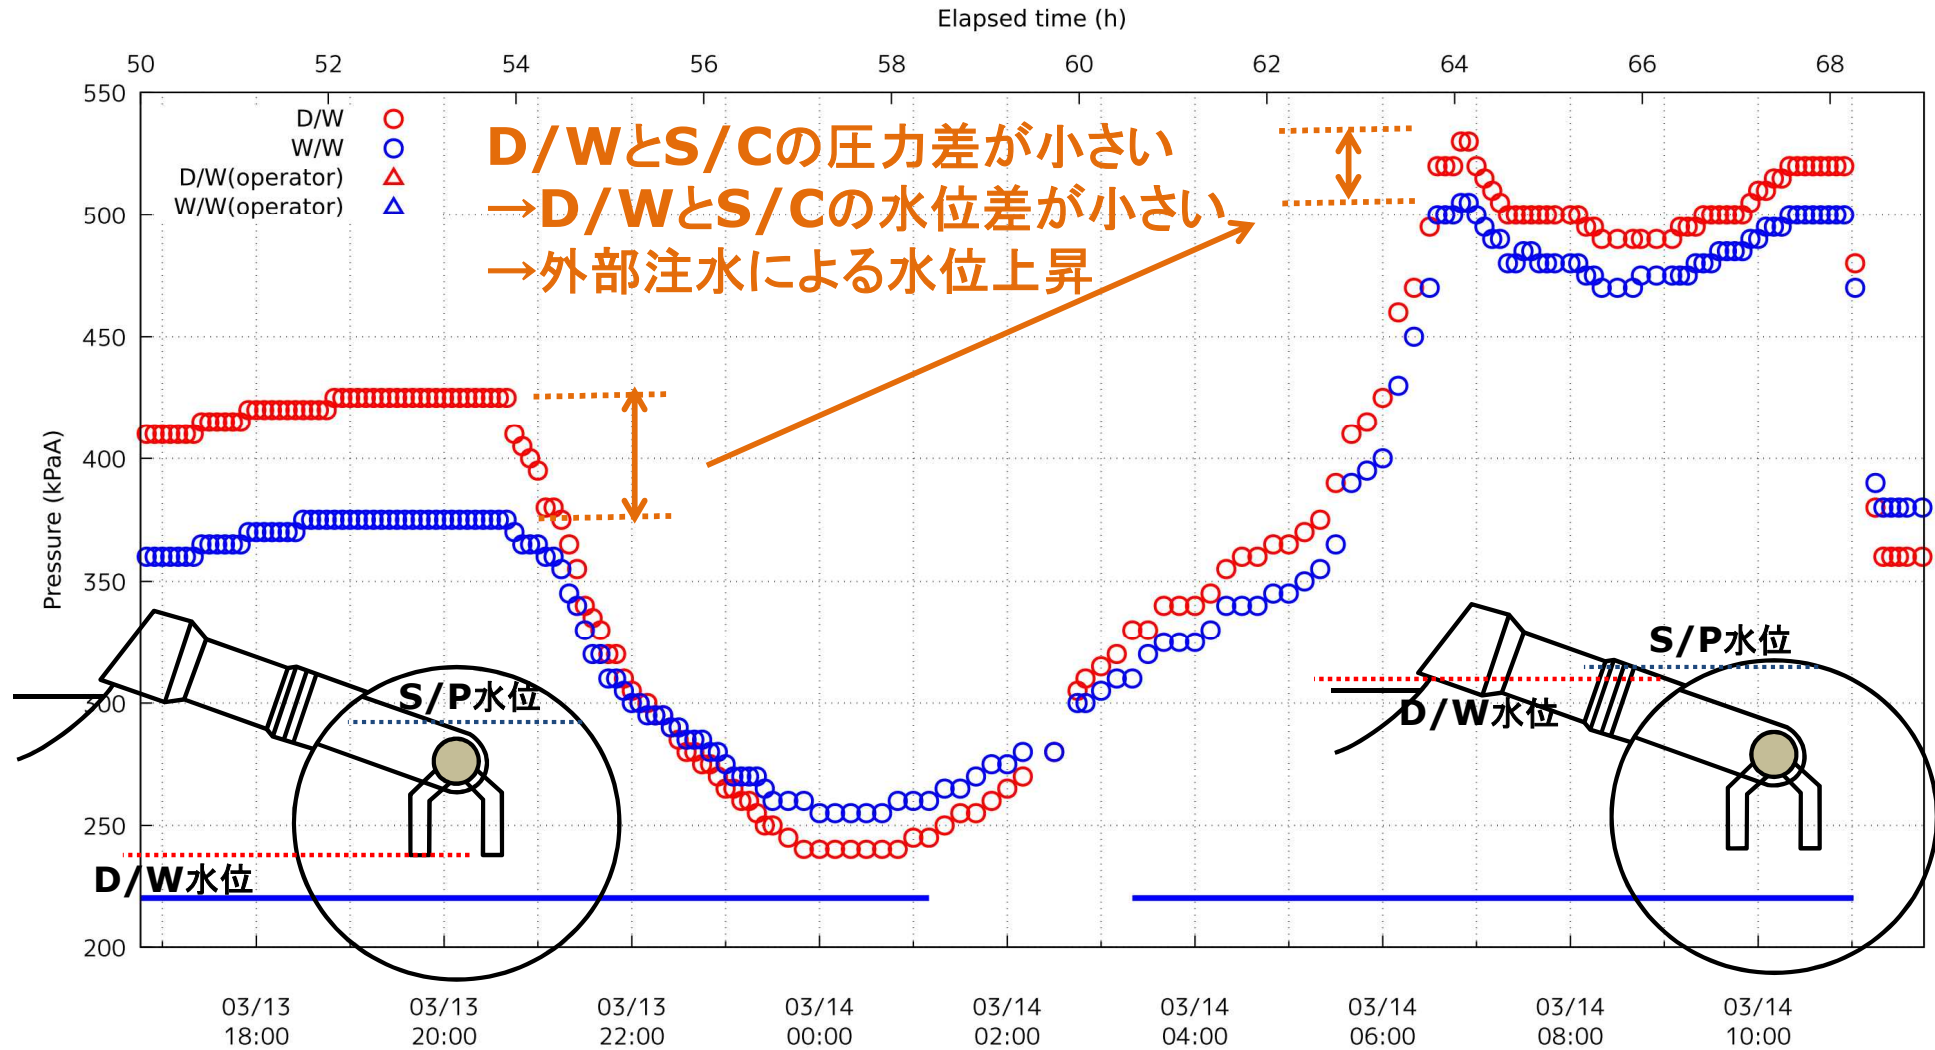 Elapsed time (h)
50 52 54 56 58 60 62 64 66 68
550
500
450
400
350
300
250
200
Pressure (kPaA)
D/W
W/W
D/W(operator)
W/W(operator)
D/WとS/Cの圧力差が小さい
→D/WとS/Cの水位差が小さい
→外部注水による水位上昇
S/P水位
D/W水位
S/P水位
D/W水位
03/13 03/13 03/13 03/14 03/14 03/14 03/14 03/14 03/14
18:00 20:00 22:00 00:00 02:00 04:00 06:00 08:00 10:00